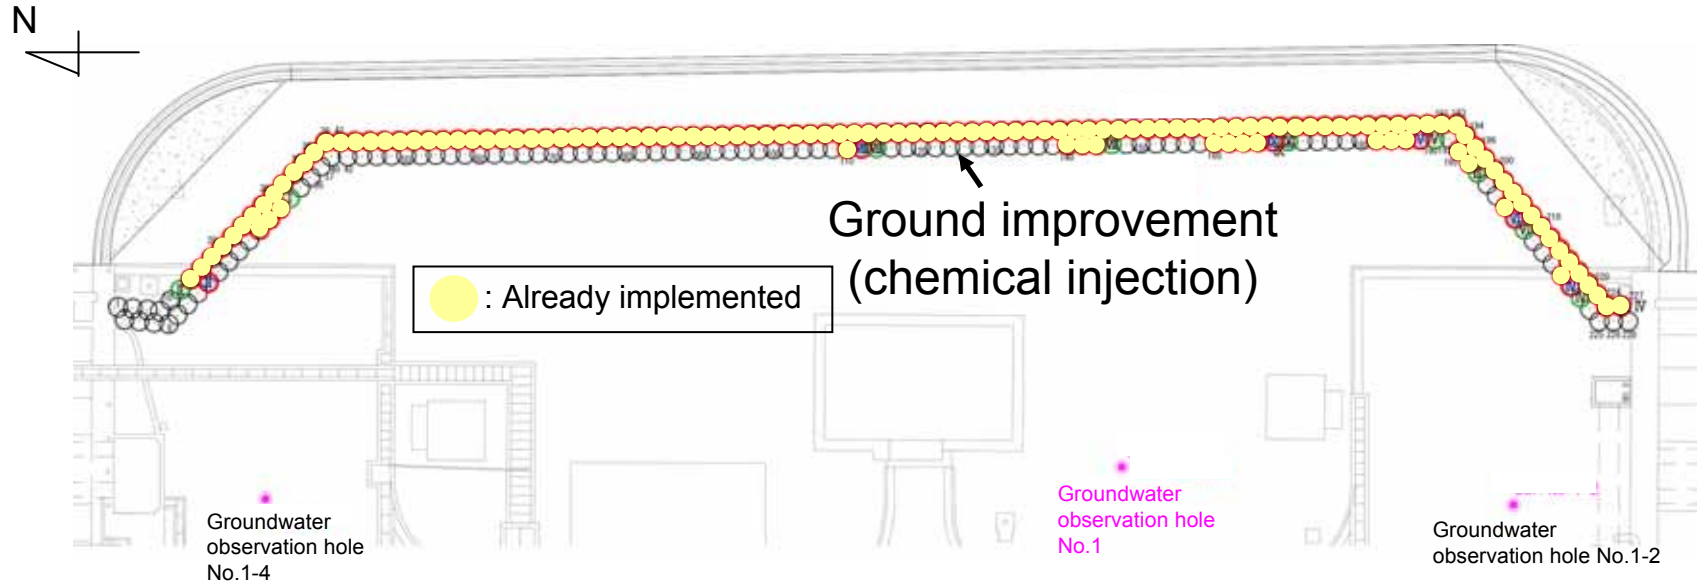 N
Ground improvement
(chemical injection)
: Already implemented
Groundwater
observation hole
No.1-4
Groundwater
observation hole
No.1
Groundwater
observation hole No.1-2